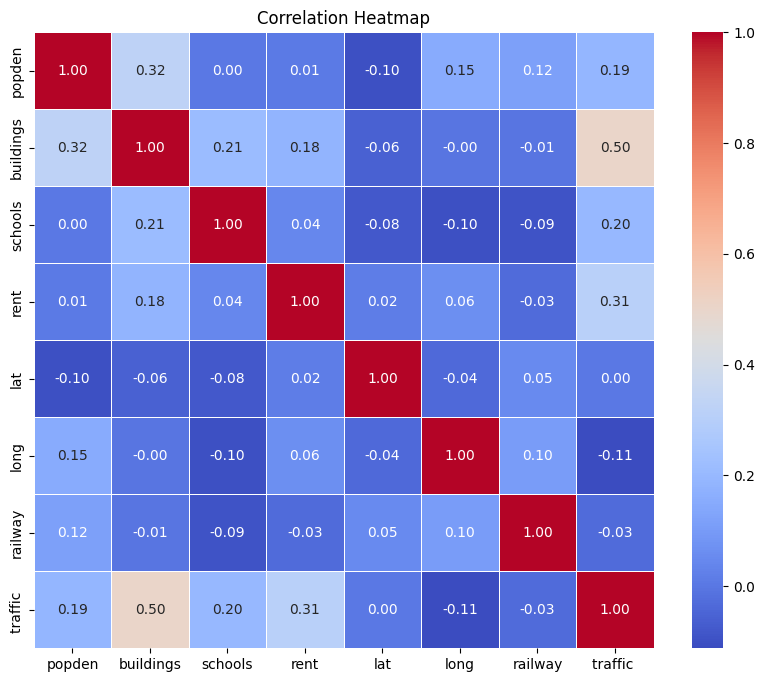 Correlation Heatmap
popden 1.00 0.32 0.00 0.01 -0.10 0.15 0.12 0.19
buildings 0.32 1.00 0.21 0.18 -0.06 -0.00 -0.01 0.50
schools 0.00 0.21 1.00 0.04 -0.08 -0.10 -0.09 0.20
rent 0.01 0.18 0.04 1.00 0.02 0.06 -0.03 0.31
lat -0.10 -0.06 -0.08 0.02 1.00 -0.04 0.05 0.00
long 0.15 -0.00 -0.10 0.06 -0.04 1.00 0.10 -0.11
railway 0.12 -0.01 -0.09 -0.03 0.05 0.10 1.00 -0.03
traffic 0.19 0.50 0.20 0.31 0.00 -0.11 -0.03 1.00
popden buildings schools rent lat long railway traffic
1.0
0.8
0.6
0.4
0.2
0.0